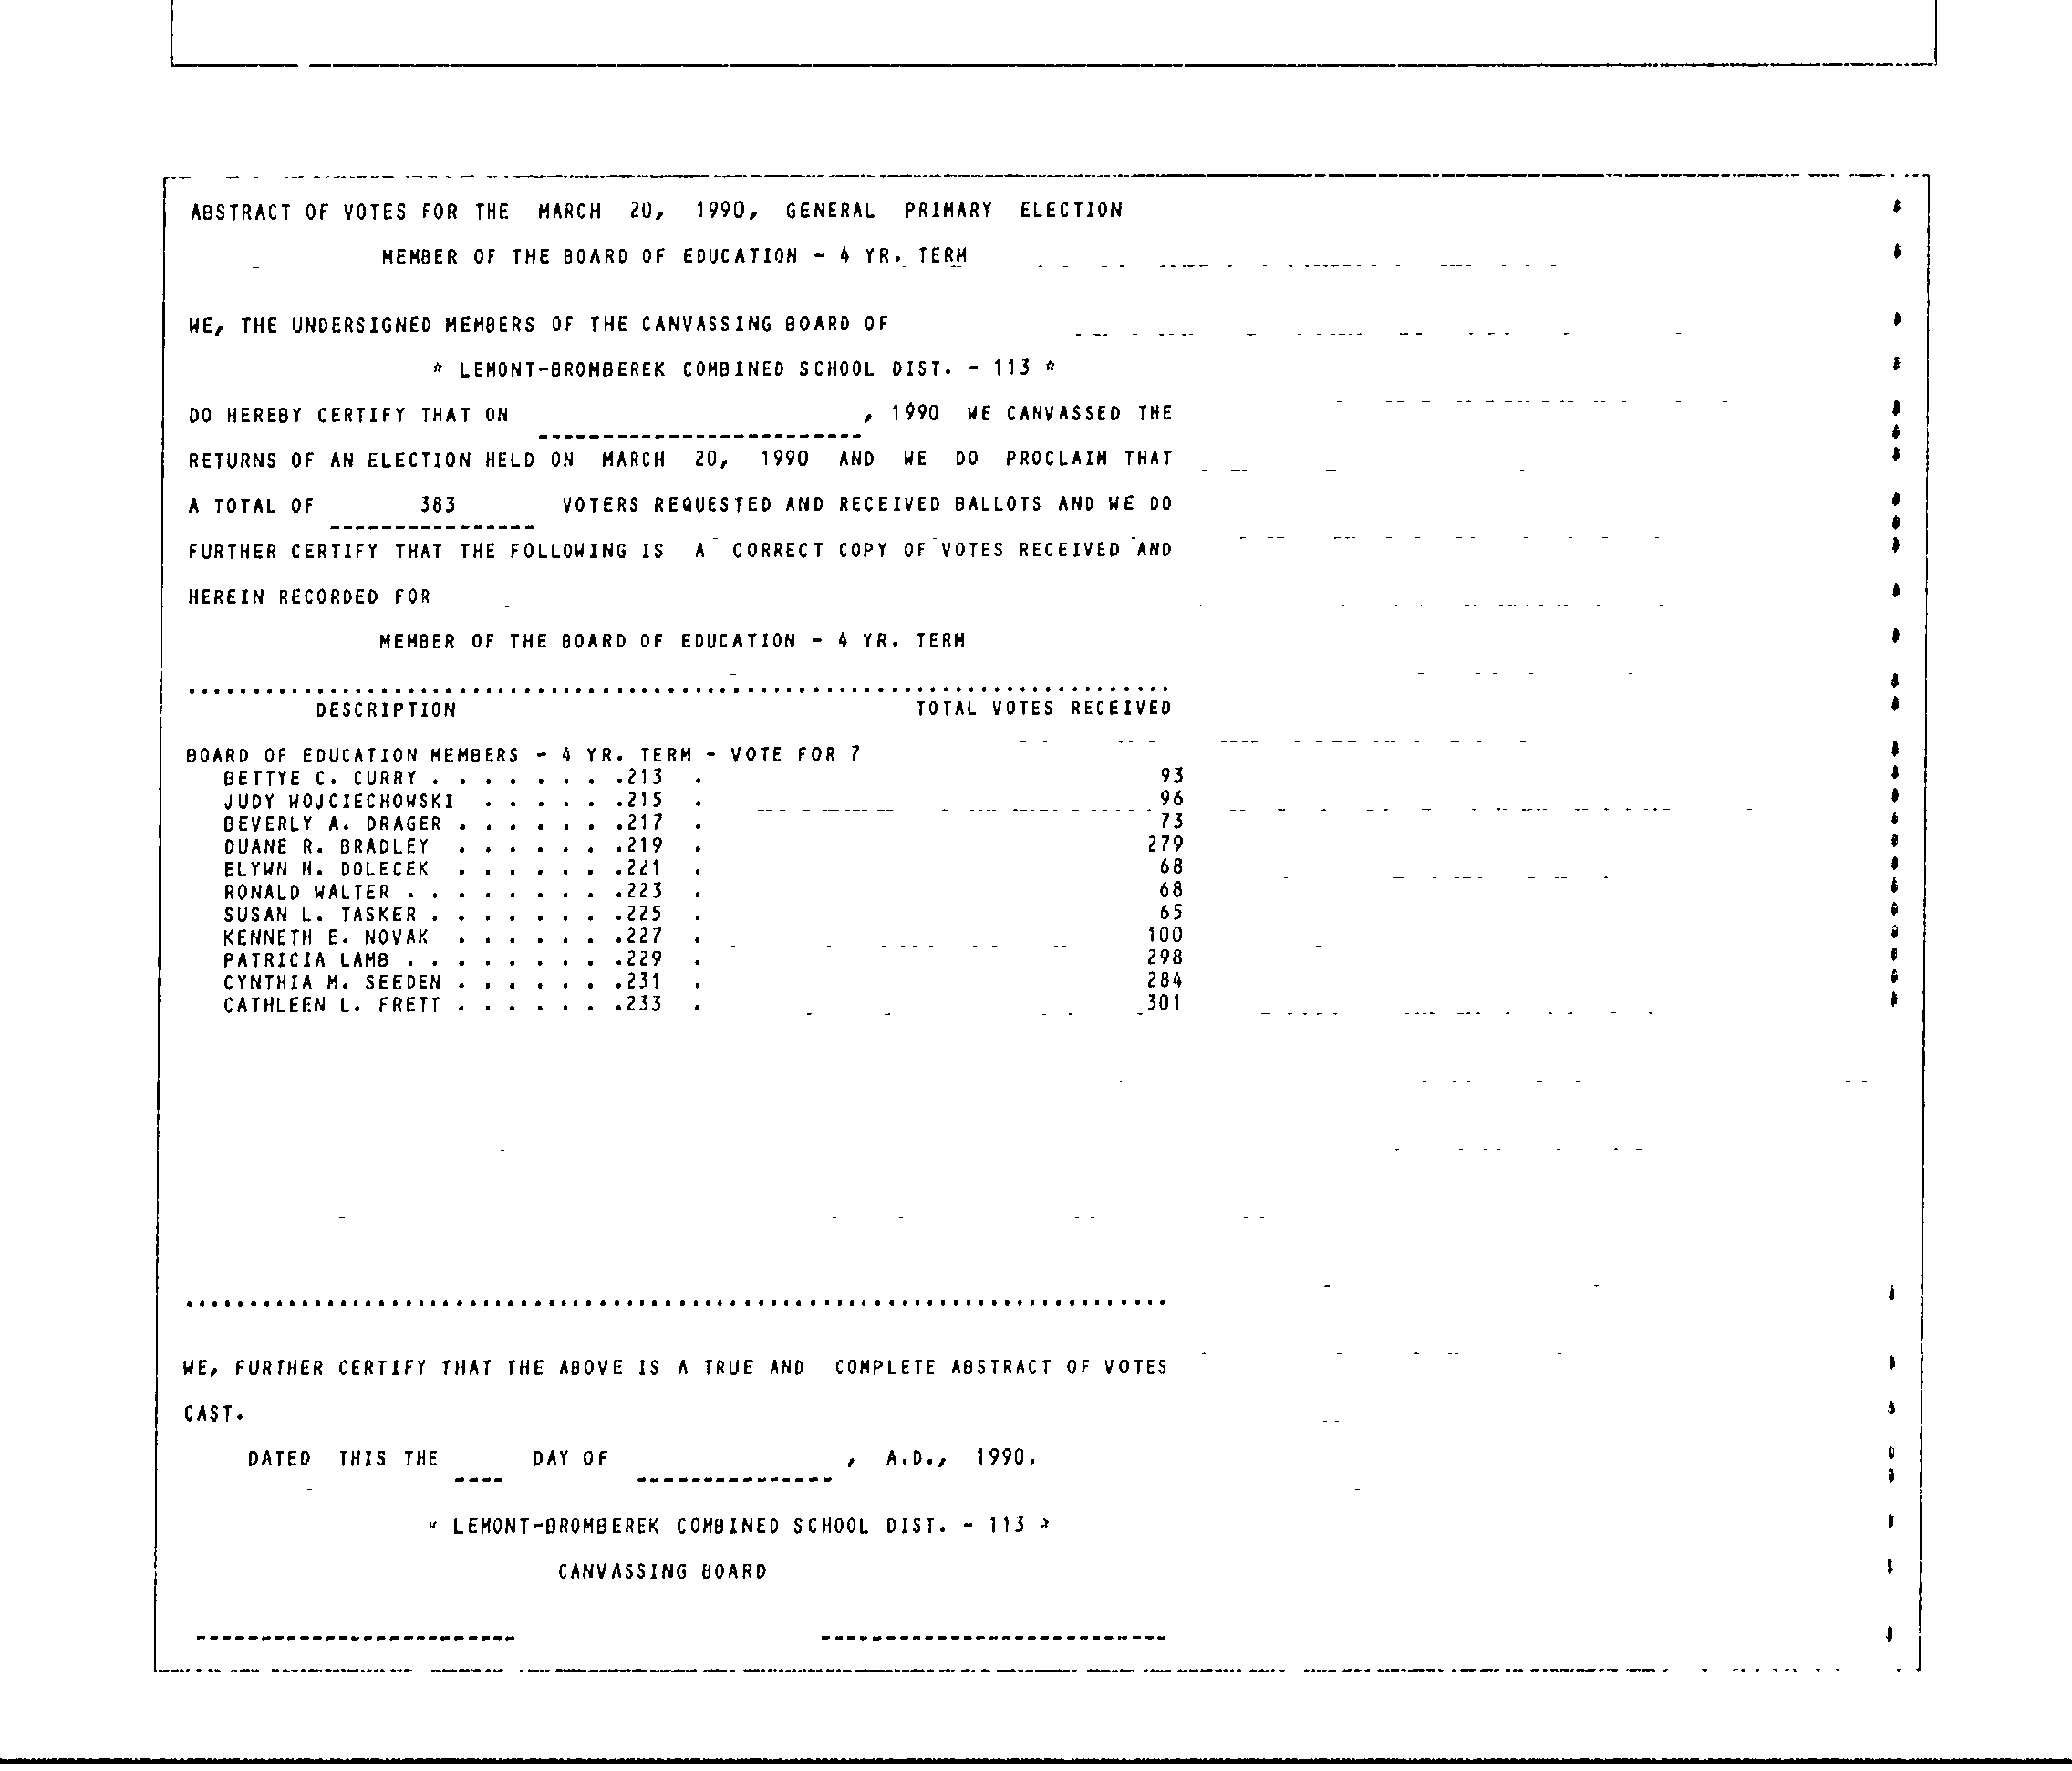 ABSTRACT OF VOTES FOR THE MARCH 20, 1990, GENERAL PRIMARY ELECTION
MEMBER OF THE BOARD OF EDUCATION - 4 YR. TERM
WE, THE UNDERSIGNED MEMBERS OF THE CANVASSING BOARD OF
* LEMONT-BROMBEREK COMBINED SCHOOL DIST. - 113 *
DO HEREBY CERTIFY THAT ON , 1990 WE CANVASSED THE
RETURNS OF AN ELECTION HELD ON MARCH 20, 1990 AND WE DO PROCLAIM THAT
A TOTAL OF 383 VOTERS REQUESTED AND RECEIVED BALLOTS AND WE DO
FURTHER CERTIFY THAT THE FOLLOWING IS A CORRECT COPY OF VOTES RECEIVED AND
HEREIN RECORDED FOR
MEMBER OF THE BOARD OF EDUCATION - 4 YR. TERM
DESCRIPTION TOTAL VOTES RECEIVED
BOARD OF EDUCATION MEMBERS - 4 YR. TERM - VOTE FOR 7
BETTYE C. CURRY . . . . . . . .213 . 93
JUDY WOJCIECHOWSKI . . . . . .215 . 96
BEVERLY A. DRAGER . . . . . . .217 . 73
DUANE R. BRADLEY . . . . . . .219 . 279
ELYWN H. DOLECEK . . . . . . .221 . 68
RONALD WALTER . . . . . . . . .223 . 68
SUSAN L. TASKER . . . . . . . .225 . 65
KENNETH E. NOVAK . . . . . . .227 . 100
PATRICIA LAMB . . . . . . . . .229 . 298
CYNTHIA M. SEEDEN . . . . . . .231 . 284
CATHLEEN L. FRETT . . . . . . .233 . 301
WE, FURTHER CERTIFY THAT THE ABOVE IS A TRUE AND COMPLETE ABSTRACT OF VOTES
CAST.
DATED THIS THE ---- DAY OF ---------------, A.D., 1990.
* LEMONT-BROMBEREK COMBINED SCHOOL DIST. - 113 *
CANVASSING BOARD